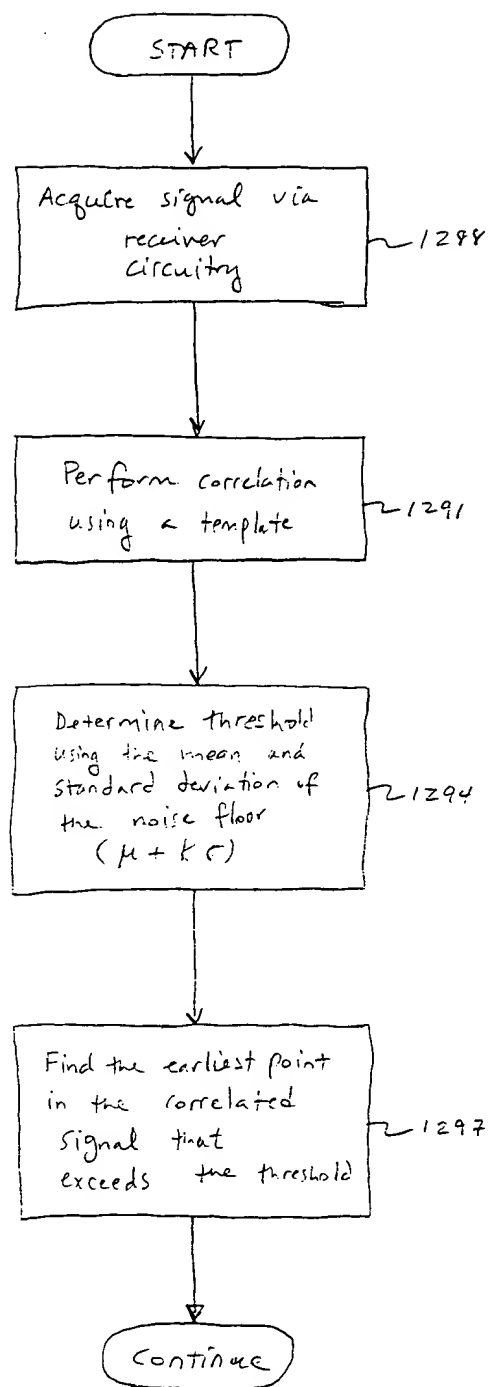 START
Acquire signal via
receiver
circuitry
1288
Perform correlation
using a template
1291
Determine threshold
using the mean and
standard deviation of
the noise floor
(μ + kσ)
1294
Find the earliest point
in the correlated
signal that
exceeds the threshold
1297
Continue